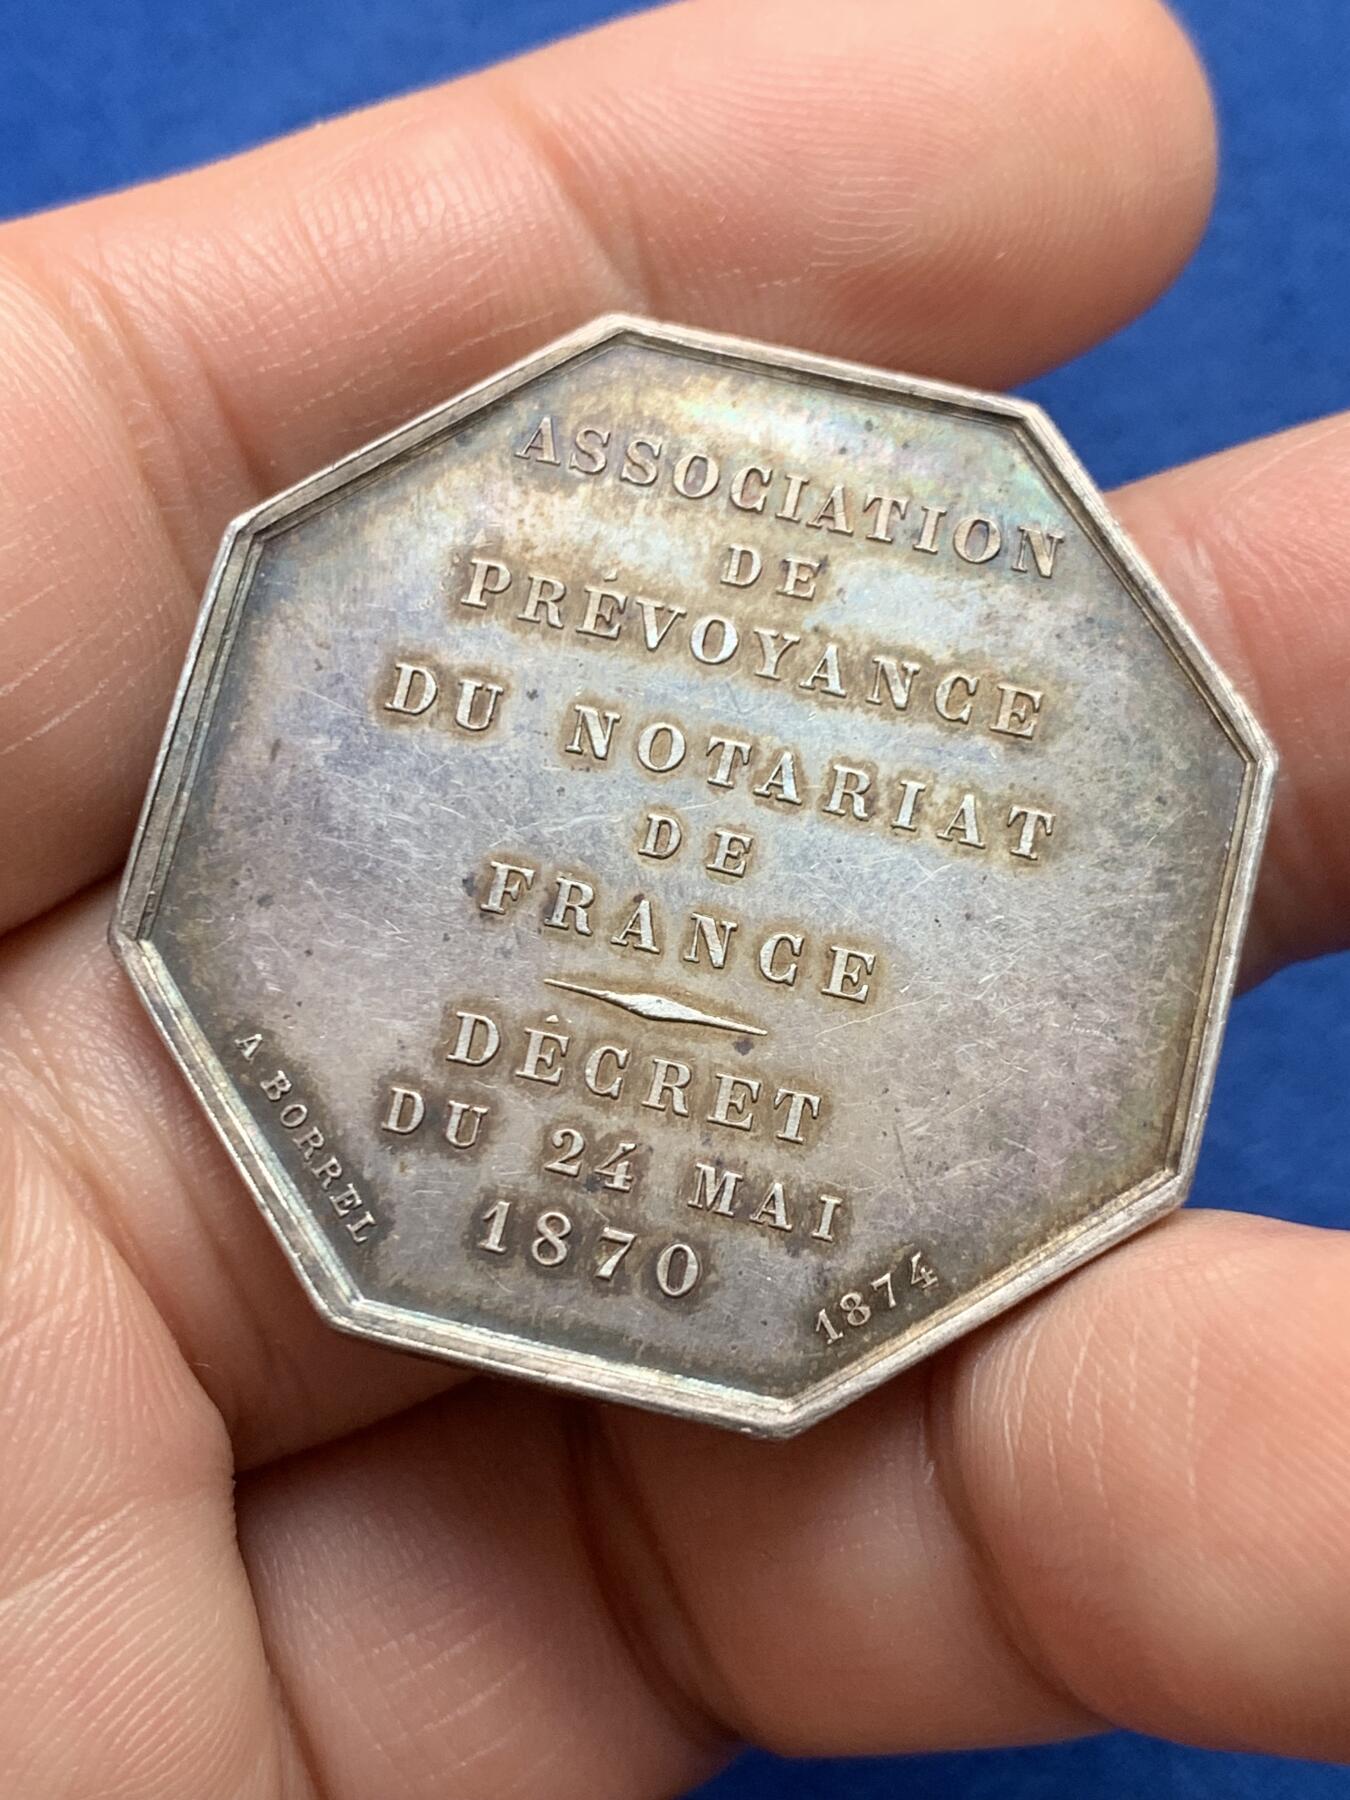 ASSOCIATION
DE
PRÉVOYANCE
DU NOTARIAT
DE
FRANCE
DÉCRET
DU 24 MAI
1870
A BORREL
1874